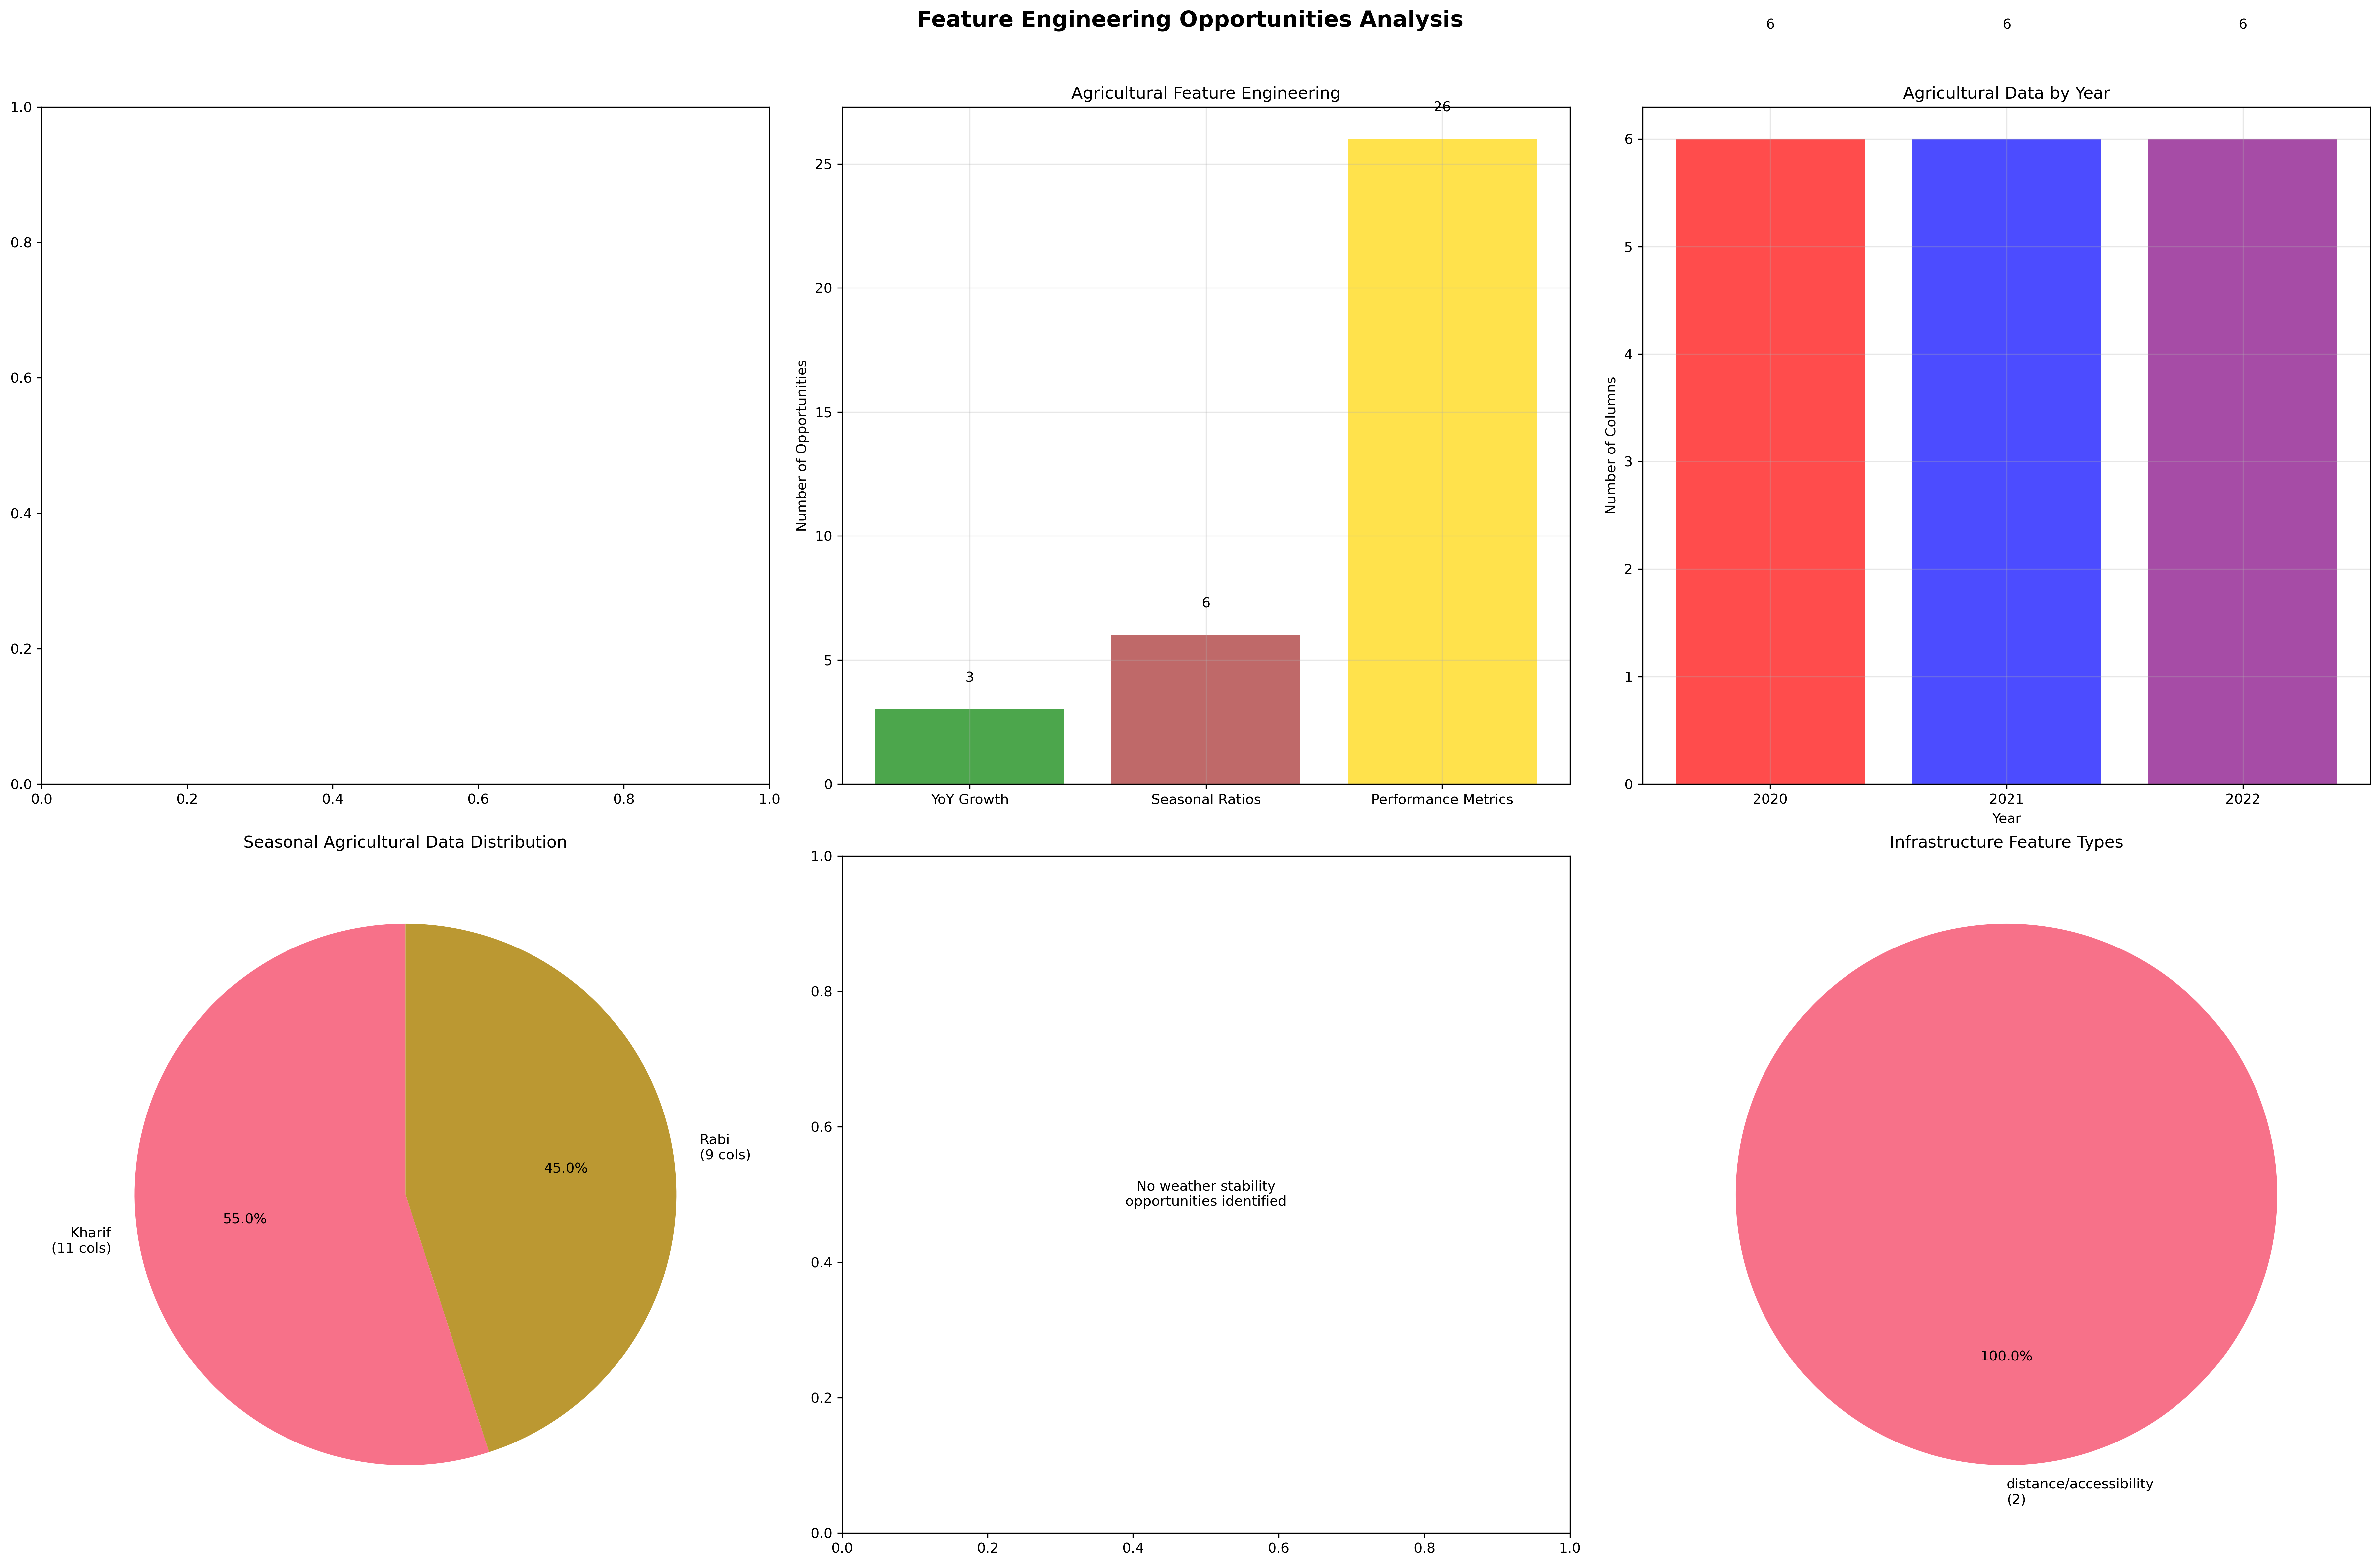 Feature Engineering Opportunities Analysis
6
6
6
1.0
0.8
0.6
0.4
0.2
0.0
0.0
0.2
0.4
0.6
0.8
1.0
Agricultural Feature Engineering
Number of Opportunities
25
20
15
10
5
0
3
6
26
YoY Growth
Seasonal Ratios
Performance Metrics
Agricultural Data by Year
Number of Columns
6
5
4
3
2
1
0
2020
2021
2022
Year
Seasonal Agricultural Data Distribution
Kharif
(11 cols)
55.0%
45.0%
Rabi
(9 cols)
1.0
0.8
0.6
0.4
0.2
0.0
No weather stability
opportunities identified
0.0
0.2
0.4
0.6
0.8
1.0
Infrastructure Feature Types
100.0%
distance/accessibility
(2)